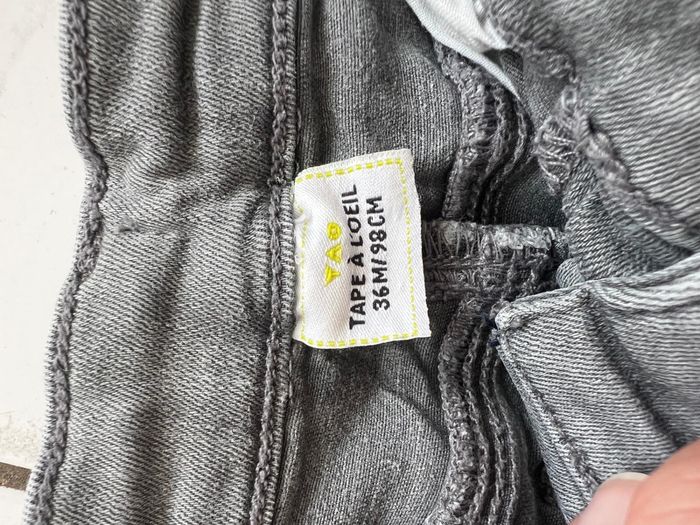 TAO
TAPE À L'OEIL
36M/98CM